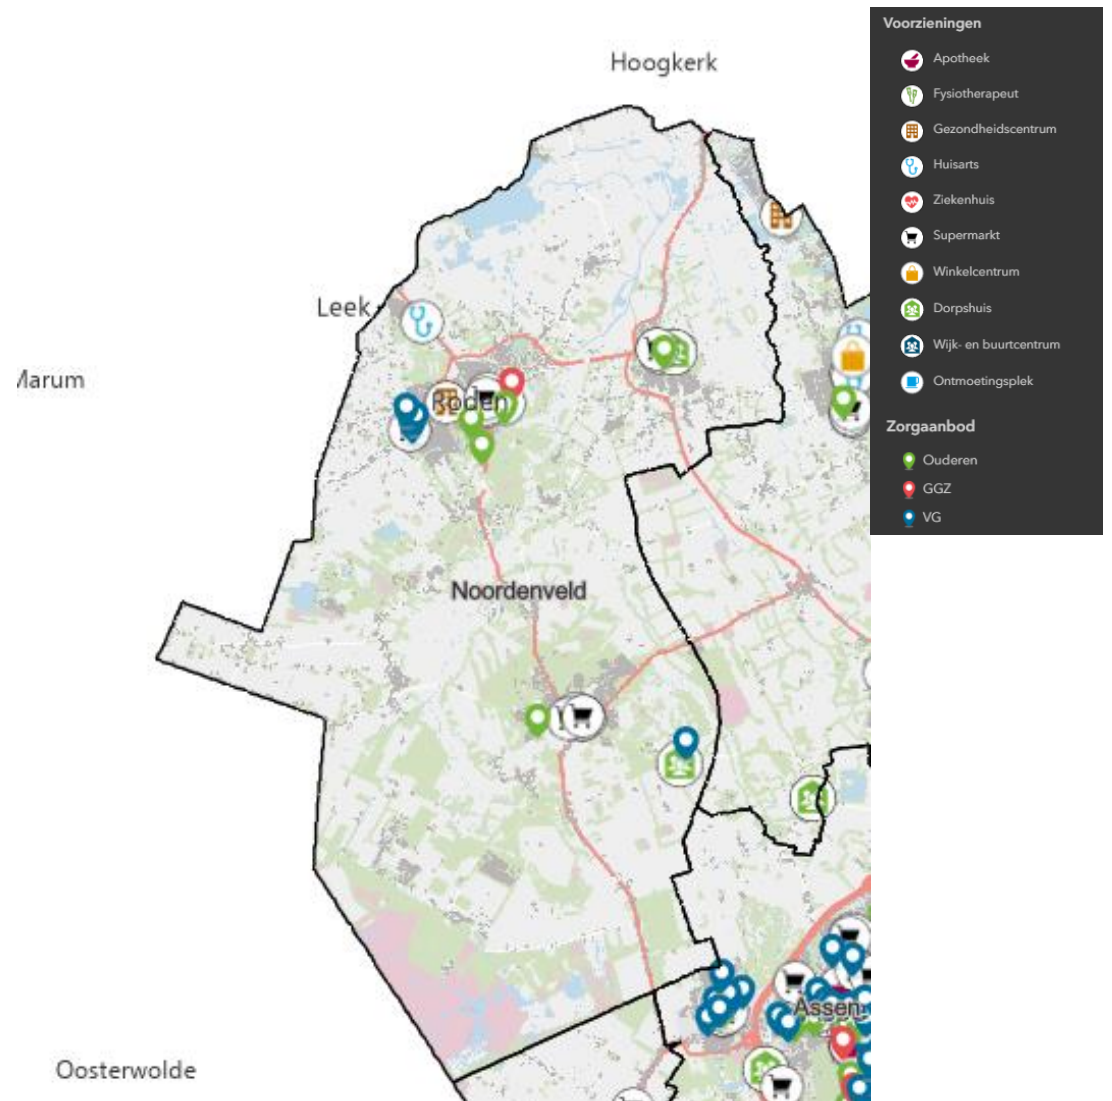 Voorzieningen
Apotheek
Fysiotherapeut
Gezondheidscentrum
Huisarts
Ziekenhuis
Supermarkt
Winkelcentrum
Dorpshuis
Wijk- en buurtcentrum
Ontmoetingsplek
Zorgaanbod
Ouderen
GGZ
VG
Hoogkerk
Leek
Marum
Roden
Noordenveld
Assen
Oosterwolde